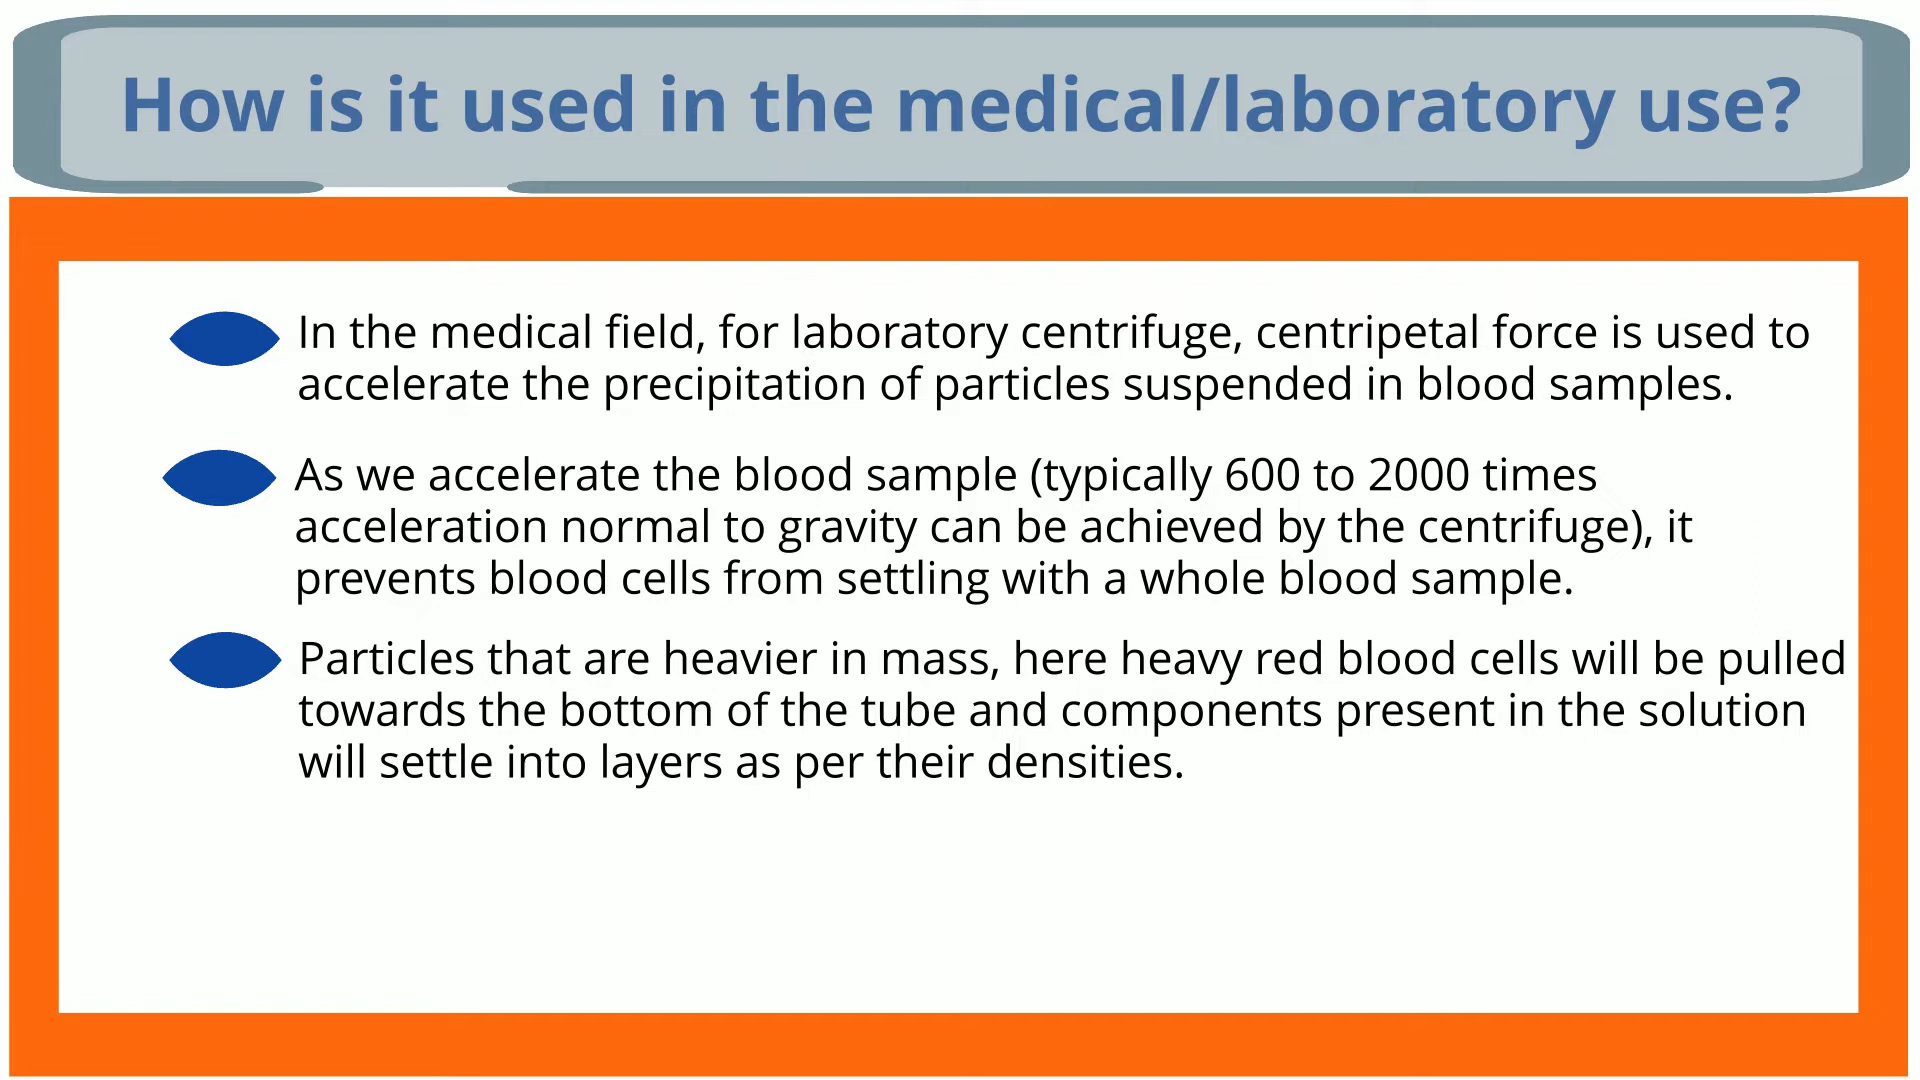 How is it used in the medical/laboratory use?
In the medical field, for laboratory centrifuge, centripetal force is used to
accelerate the precipitation of particles suspended in blood samples.
As we accelerate the blood sample (typically 600 to 2000 times
acceleration normal to gravity can be achieved by the centrifuge), it
prevents blood cells from settling with a whole blood sample.
Particles that are heavier in mass, here heavy red blood cells will be pulled
towards the bottom of the tube and components present in the solution
will settle into layers as per their densities.